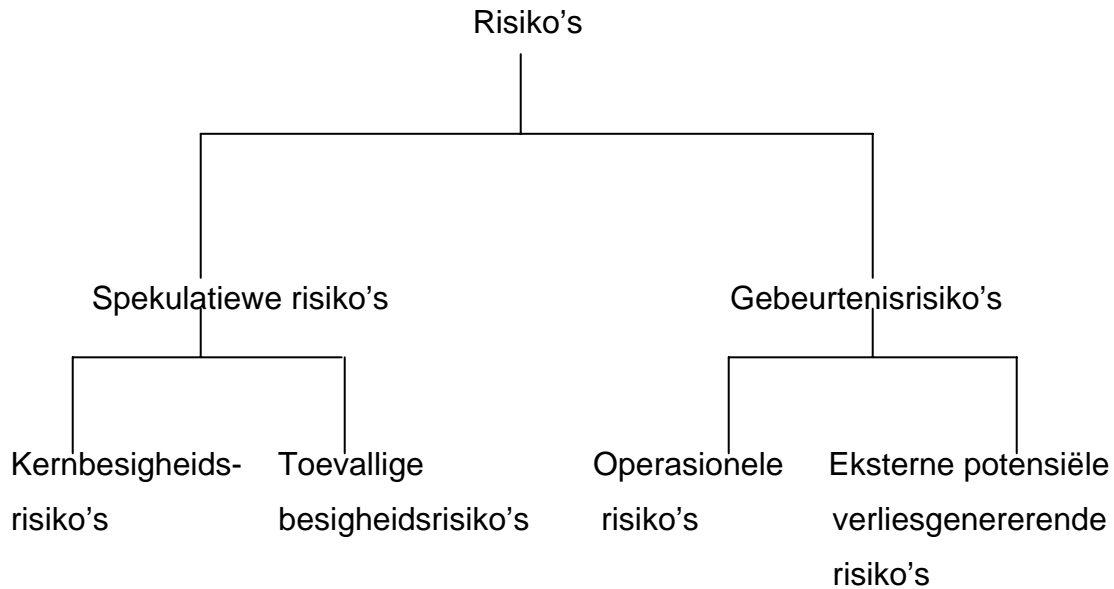 Risiko’s
Spekulatiewe risiko’s
Gebeurtenisrisiko’s
Kernbesigheids-
risiko’s
Toevallige
besigheidsrisiko’s
Operasionele
risiko’s
Eksterne potensiële
verliesgenererende
risiko’s